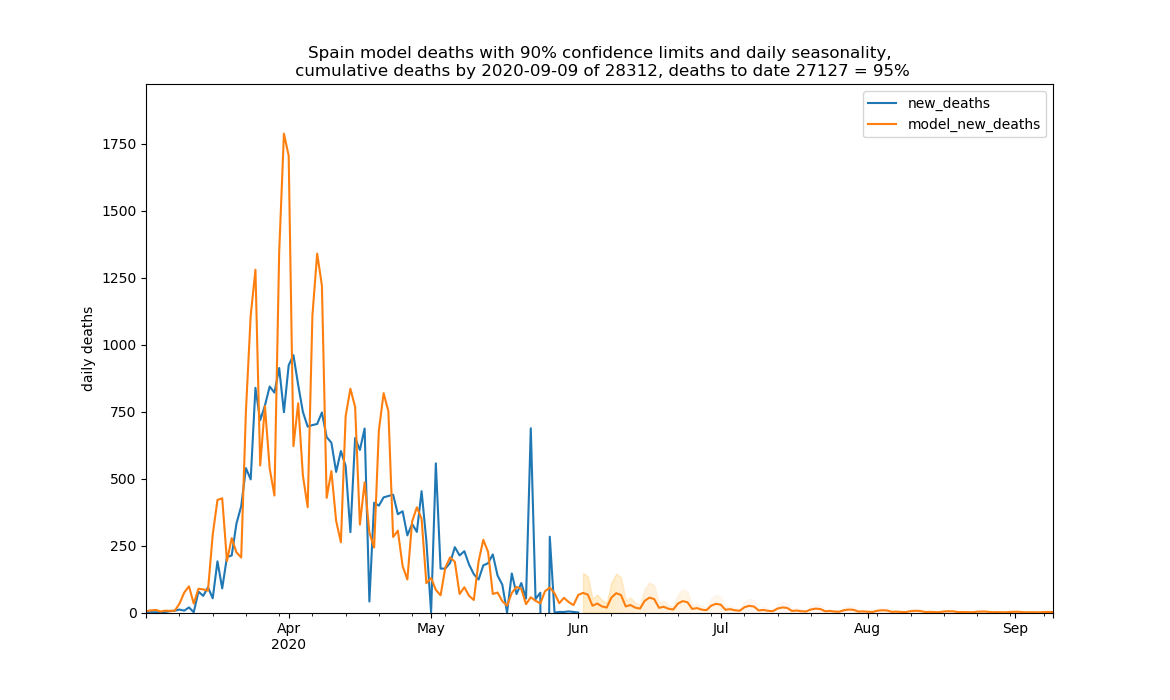 Spain model deaths with 90% confidence limits and daily seasonality,
cumulative deaths by 2020-09-09 of 28312, deaths to date 27127 = 95%
new_deaths
model_new_deaths
daily deaths
1750
1500
1250
1000
750
500
250
0
Apr
2020
May
Jun
Jul
Aug
Sep